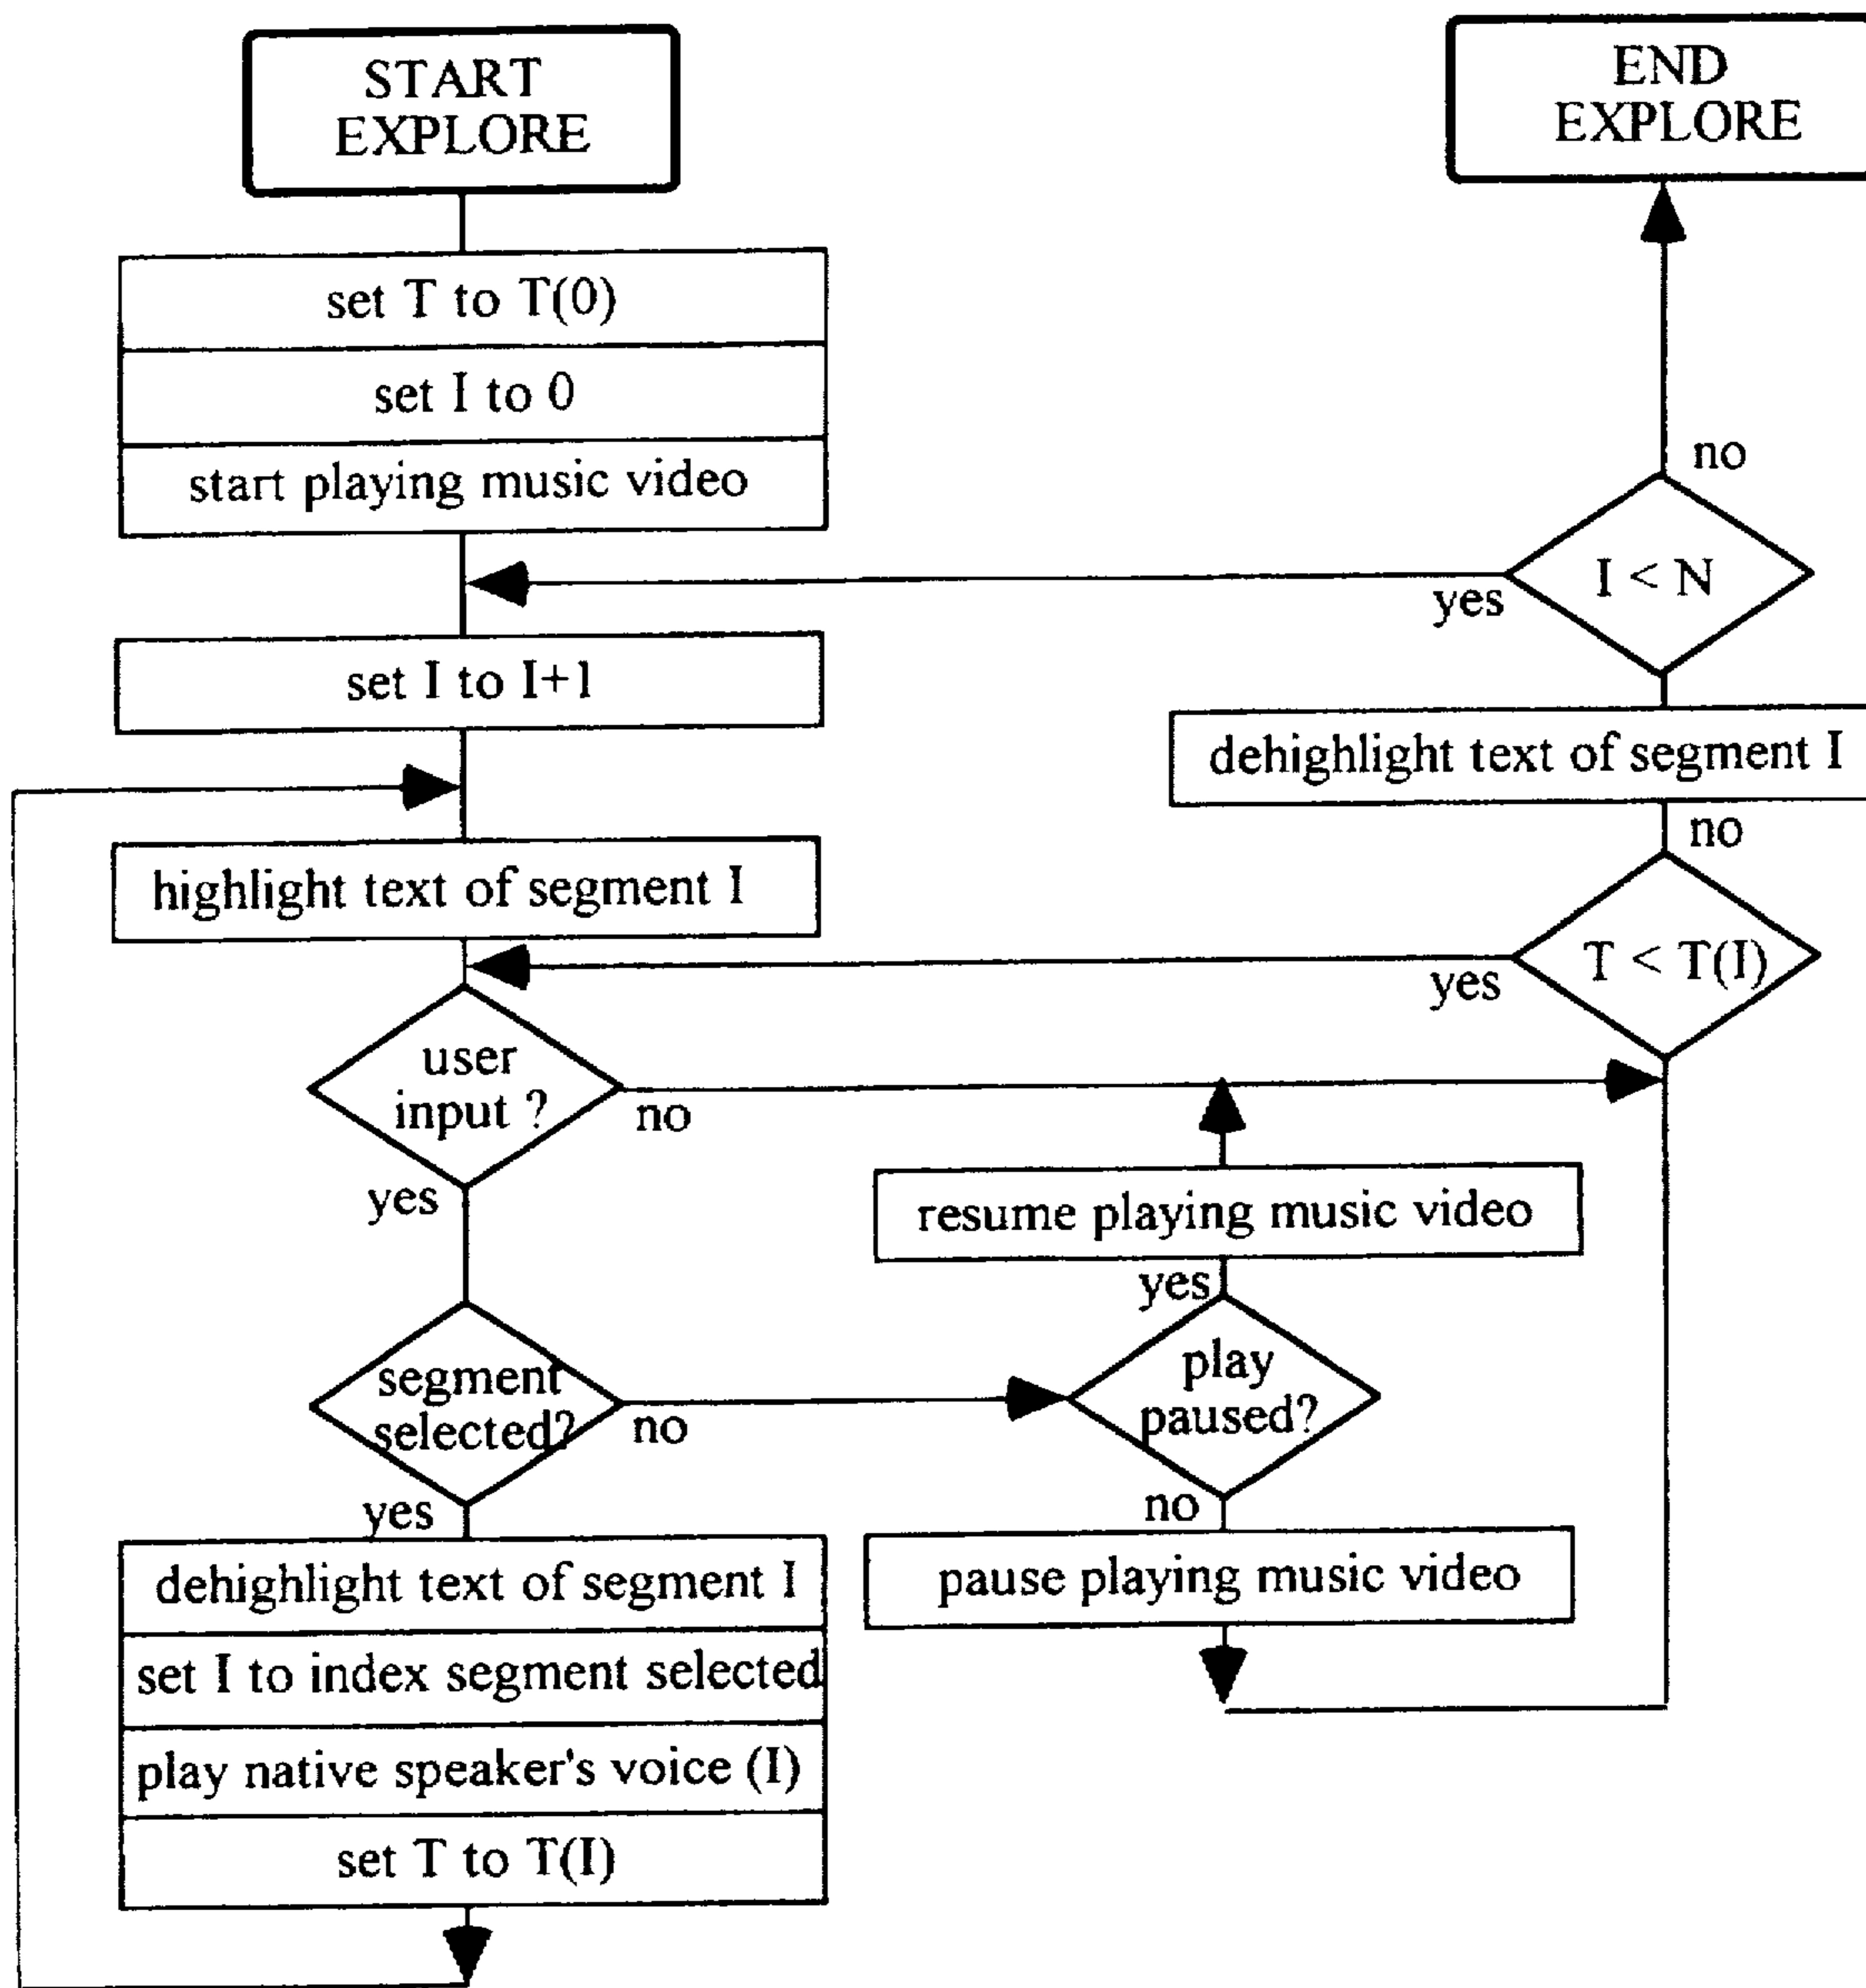 START
EXPLORE
set T to T(0)
set I to 0
start playing music video
set I to I+1
highlight text of segment I
user
input ?
no
yes
segment
selected?
no
yes
dehighlight text of segment I
set I to index segment selected
play native speaker's voice (I)
set T to T(I)
END
EXPLORE
no
I < N
yes
dehighlight text of segment I
no
T < T(I)
yes
resume playing music video
yes
play
paused?
no
pause playing music video